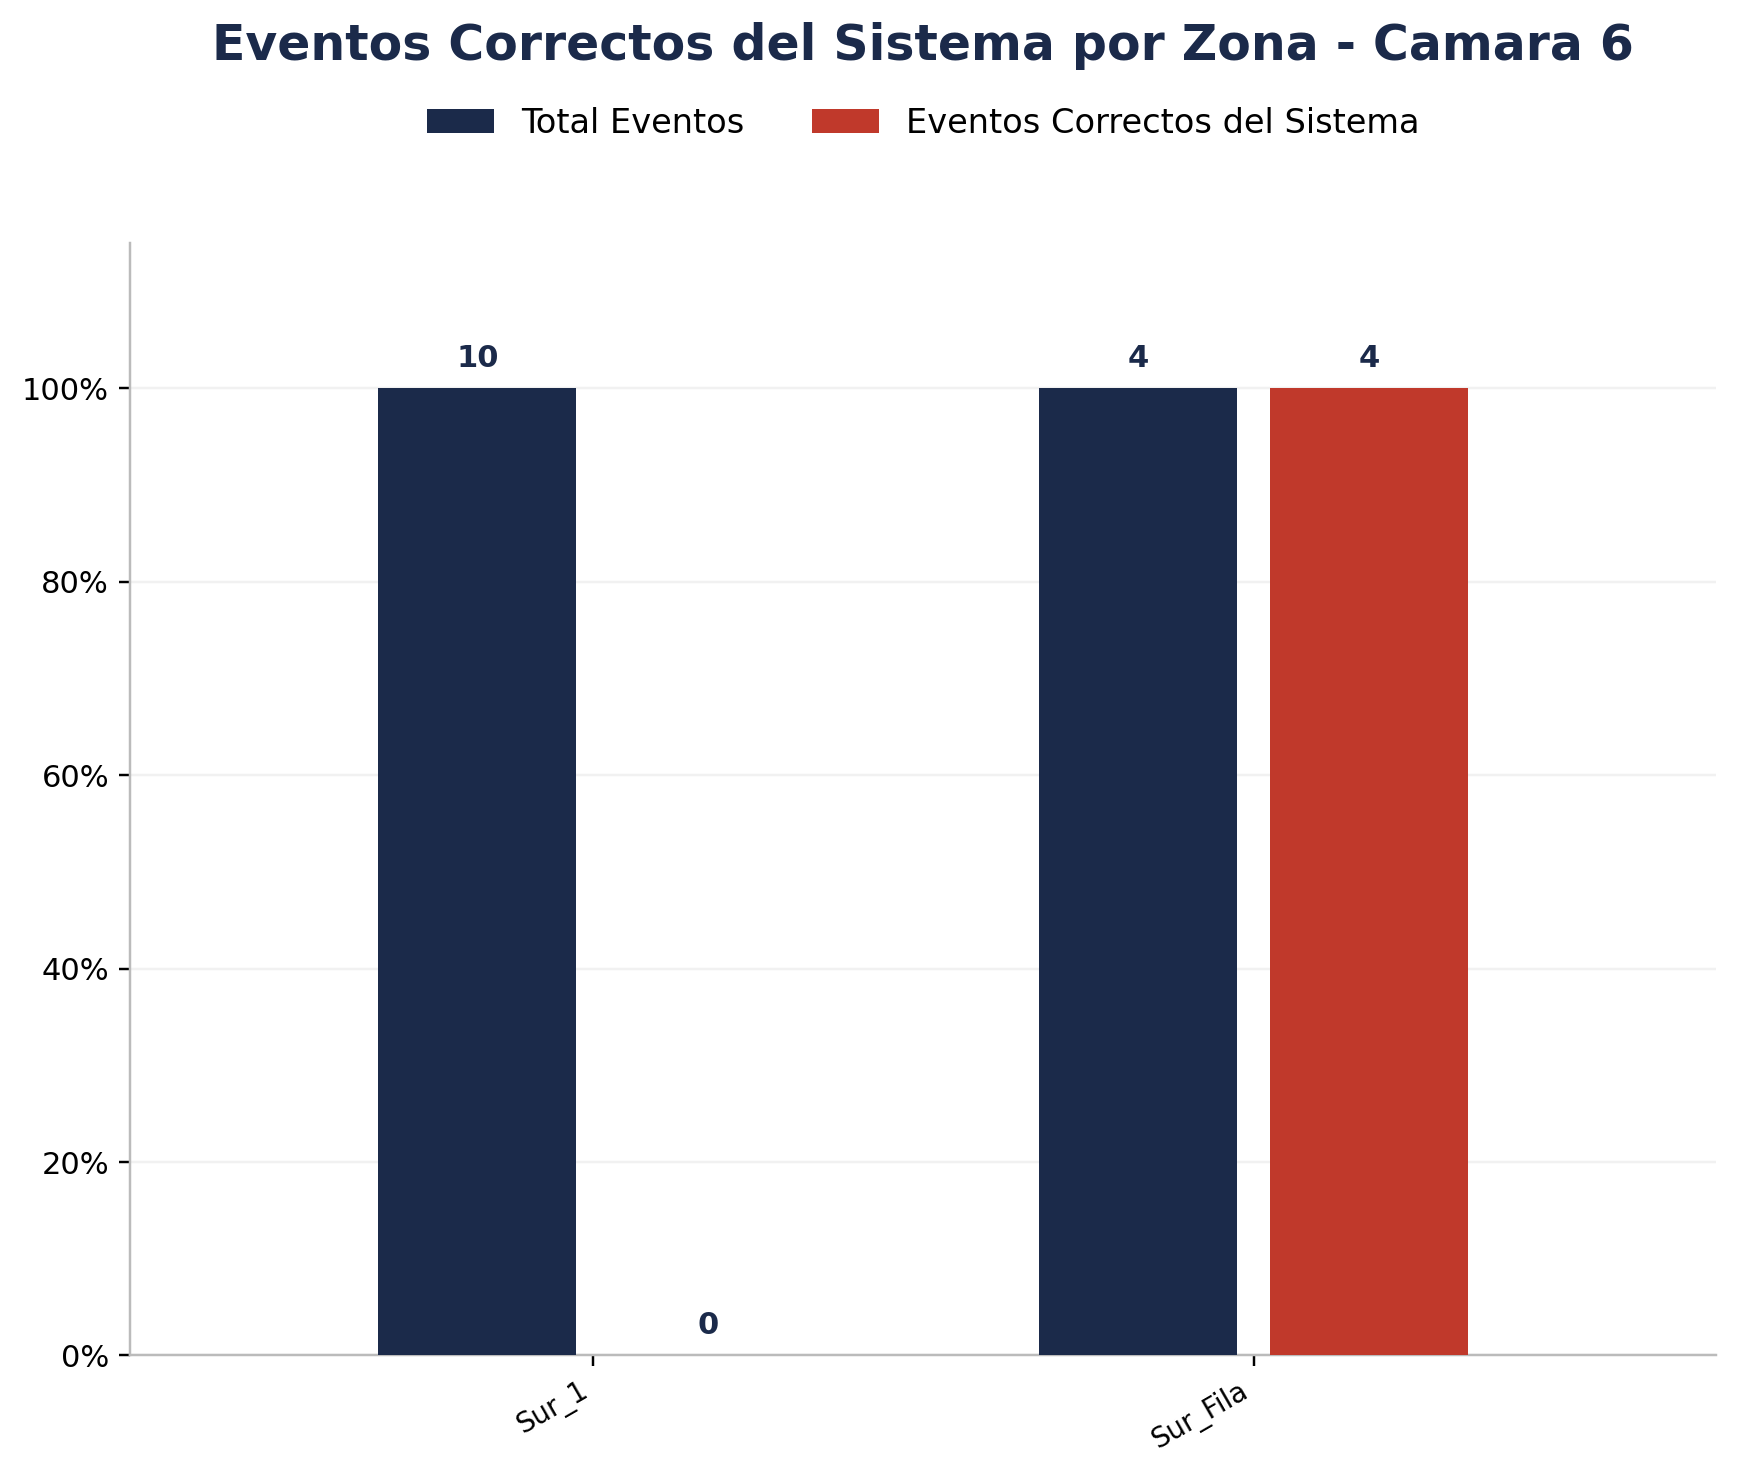 Eventos Correctos del Sistema por Zona - Camara 6
Total Eventos
Eventos Correctos del Sistema
10
4
4
100%
80%
60%
40%
20%
0
0%
Sur_1
Sur_Fila